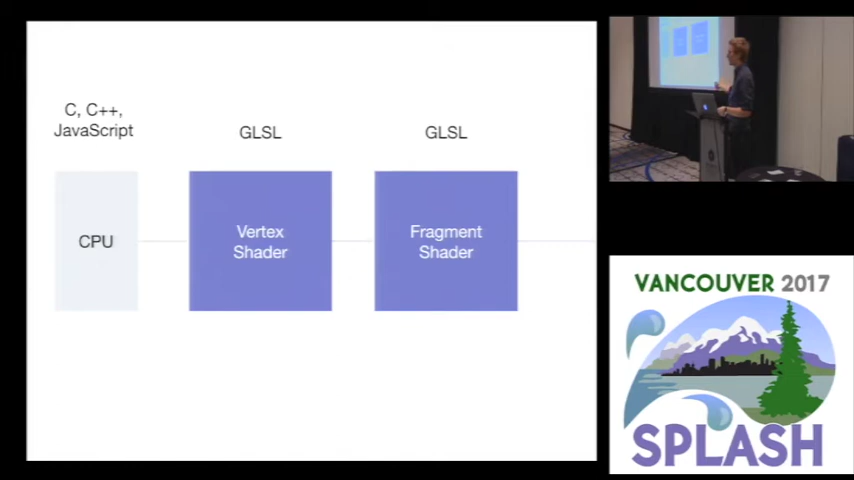 C, C++,
JavaScript
GLSL
GLSL
CPU
Vertex
Shader
Fragment
Shader
VANCOUVER 2017
SPLASH